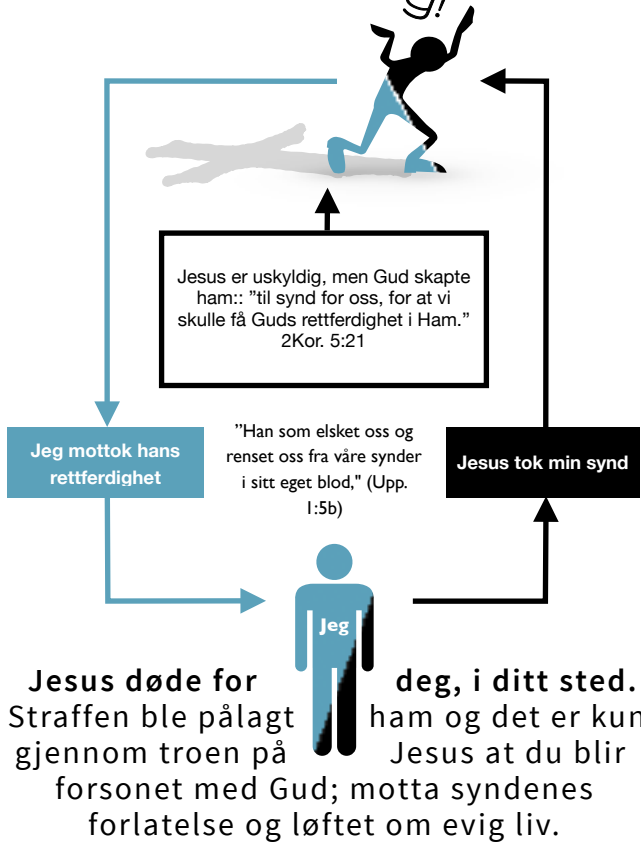 g!
Jesus er uskyldig, men Gud skapte
ham:: ”til synd for oss, for at vi
skulle få Guds rettferdighet i Ham.”
2Kor. 5:21
Jeg mottok hans
rettferdighet
”Han som elsket oss og
renset oss fra våre synder
i sitt eget blod," (Upp.
1:5b)
Jesus tok min synd
Jeg
Jesus døde for deg, i ditt sted.
Straffen ble pålagt ham og det er kun
gjennom troen på Jesus at du blir
forsonet med Gud; motta syndenes
forlatelse og løftet om evig liv.